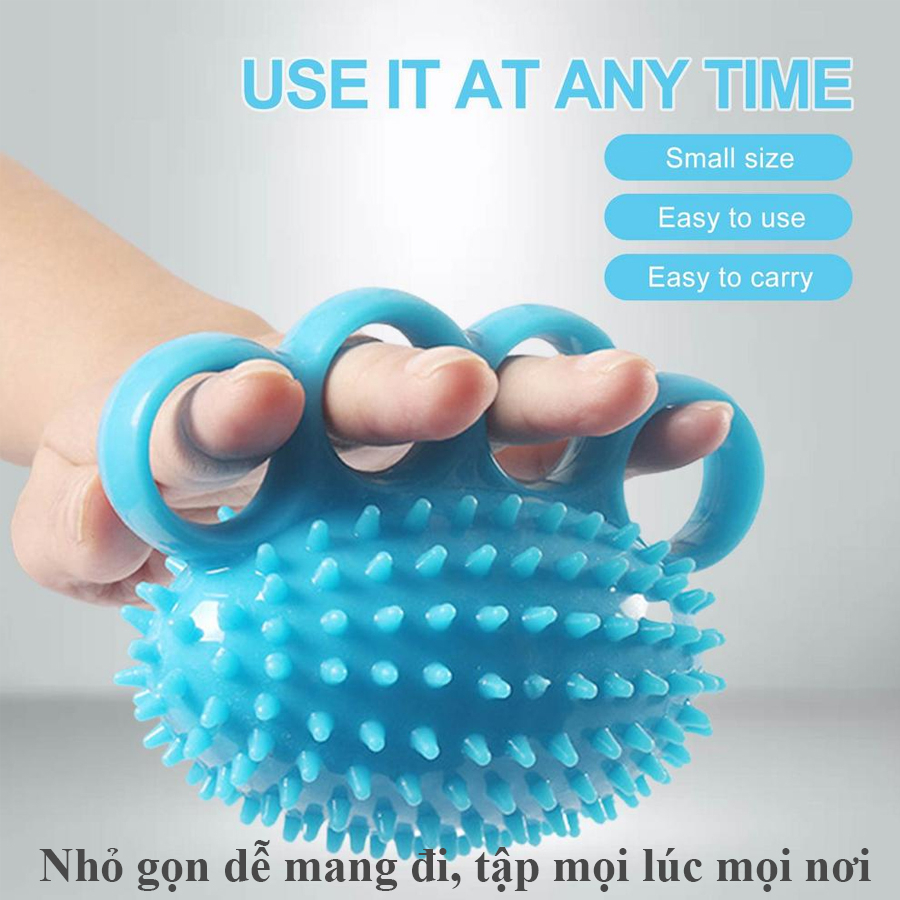 USE IT AT ANY TIME
Small size
Easy to use
Easy to carry
Nhỏ gọn dễ mang đi, tập mọi lúc mọi nơi